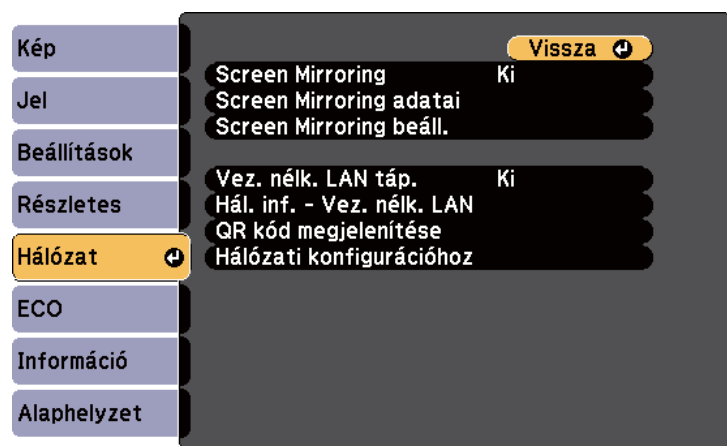 Kép
Jel
Beállítások
Részletes
Hálózat
ECO
Információ
Alaphelyzet
Vissza
Screen Mirroring Ki
Screen Mirroring adatai
Screen Mirroring beáll.
Vez. nélk. LAN táp. Ki
Hál. inf. - Vez. nélk. LAN
QR kód megjelenítése
Hálózati konfigurációhoz